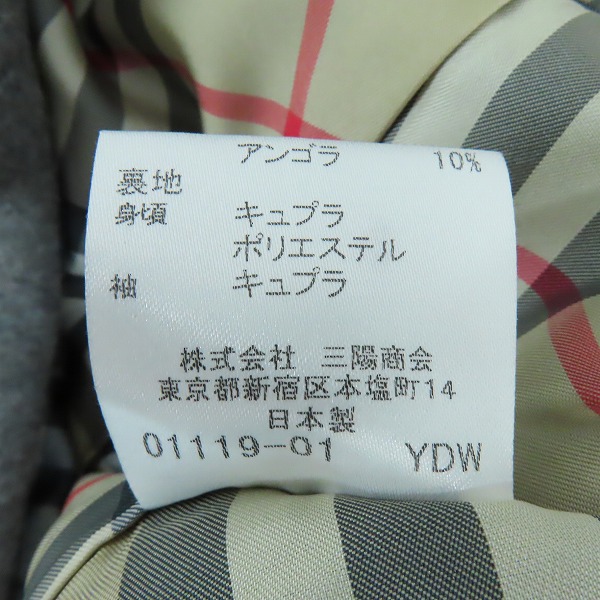 アンゴラ 10%
裏地
身頃 キュプラ
ポリエステル
袖 キュプラ
株式会社 三陽商会
東京都新宿区本塩町14
日本製
01119-01 YDW